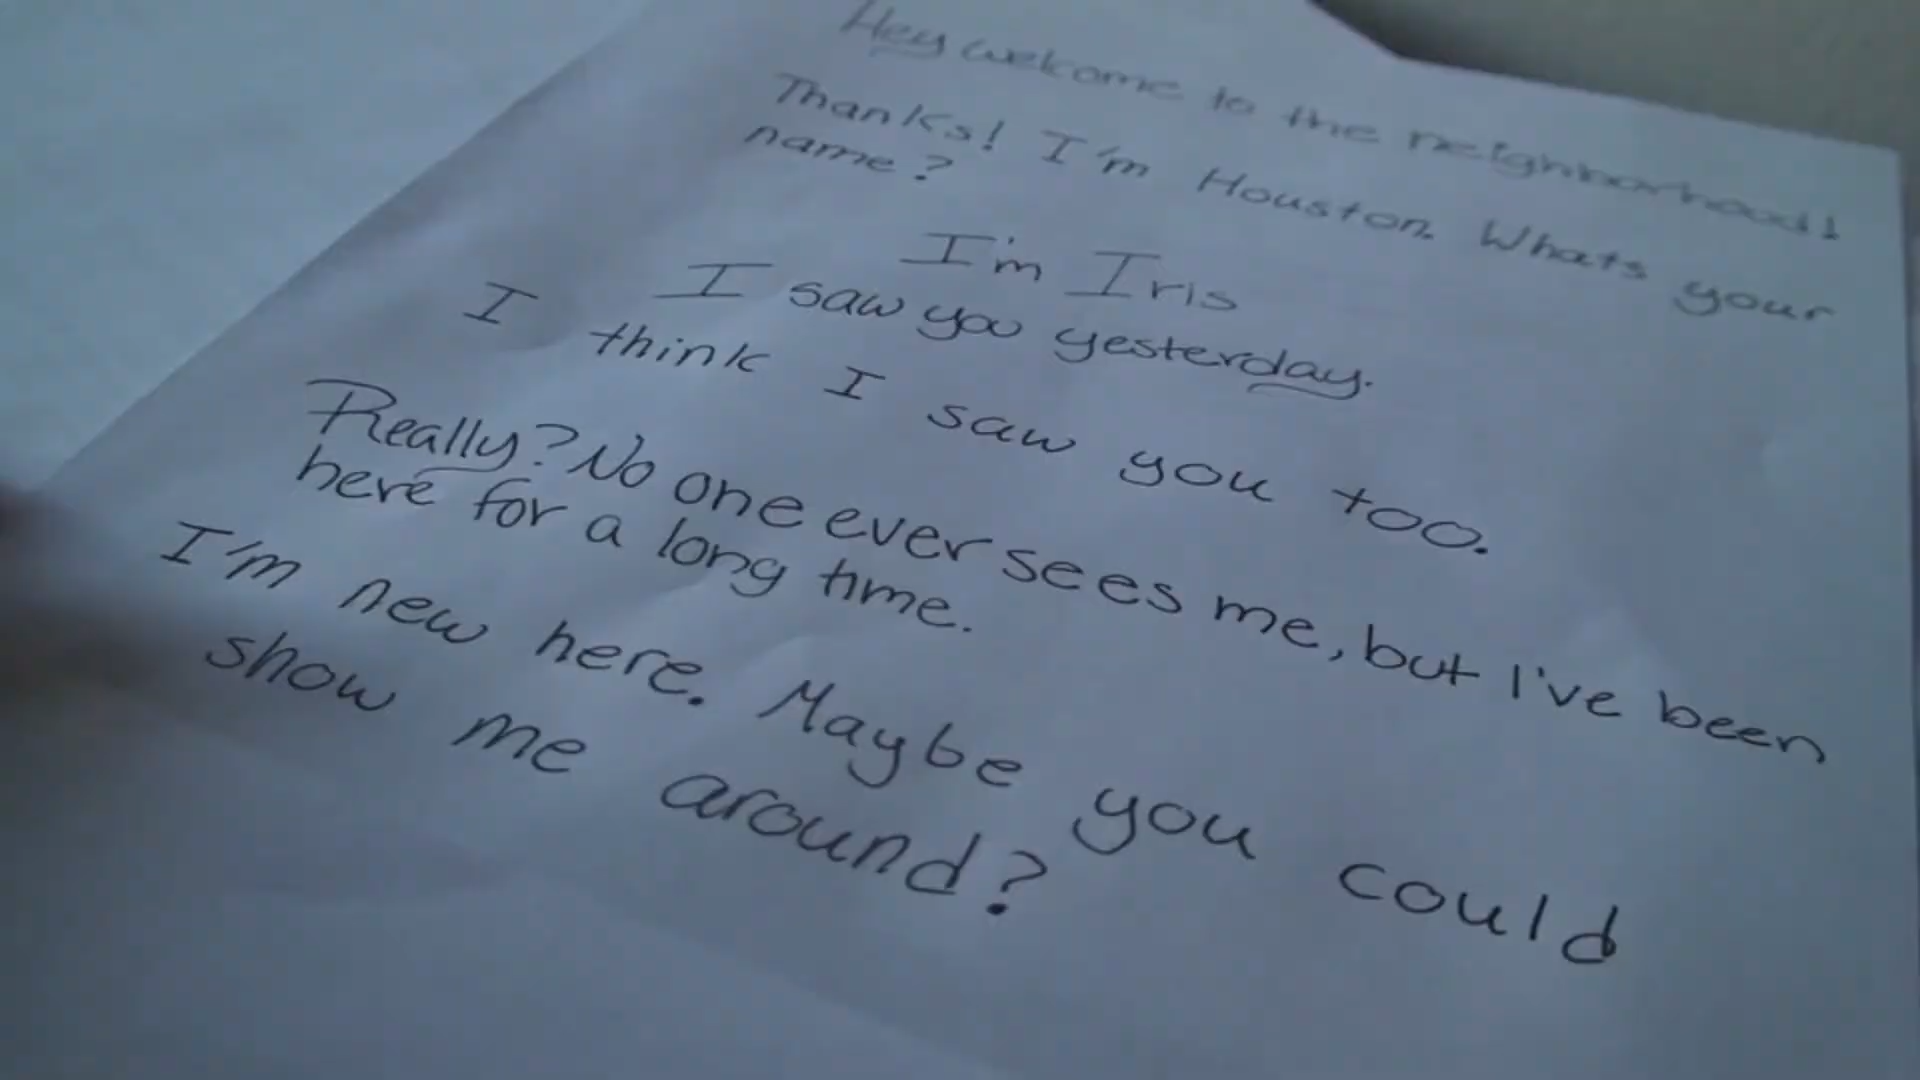 Hey welcome to the neighborhood!
Thanks! I'm Houston. Whats your
name?
I'm Iris
I saw you yesterday.
I think I saw you too.
Really? No one ever sees me, but I've been
here for a long time.
I'm new here. Maybe you could
show me around?